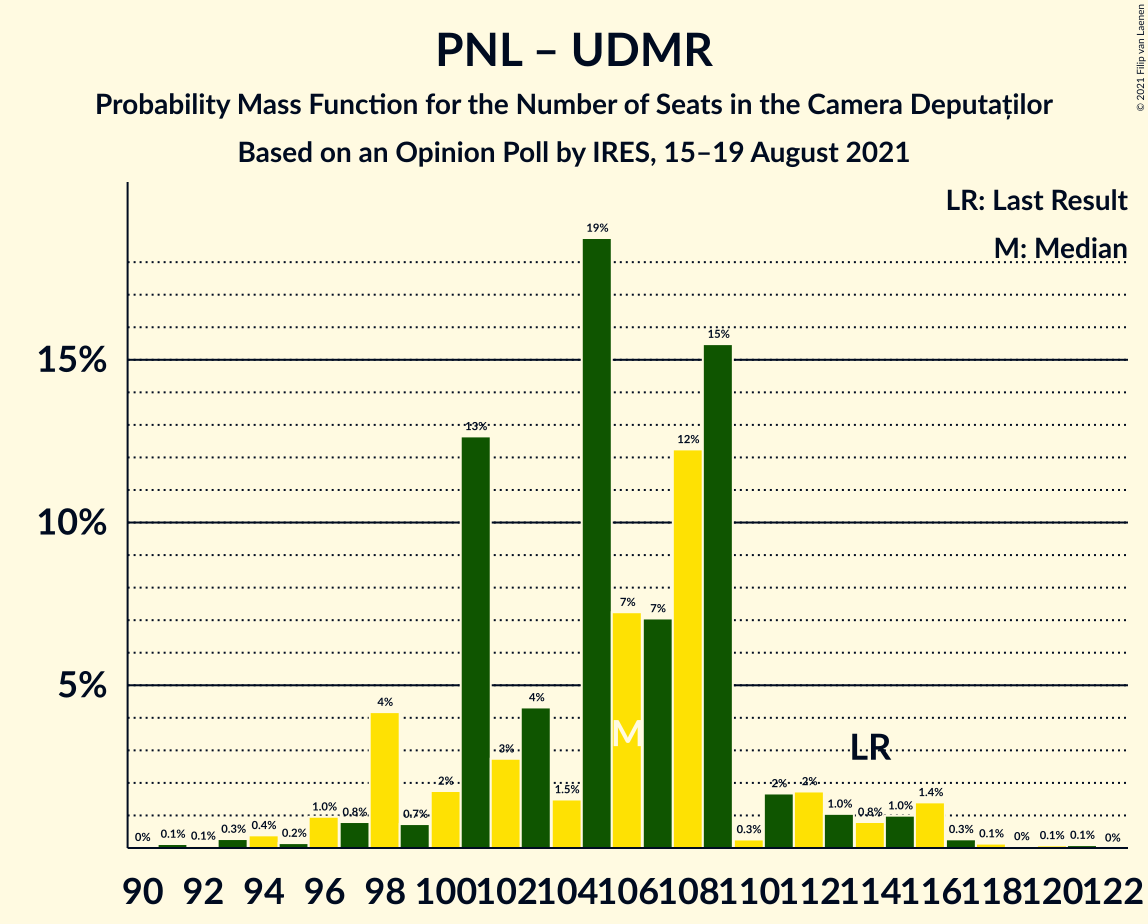 PNL – UDMR
Probability Mass Function for the Number of Seats in the Camera Deputaților
Based on an Opinion Poll by IRES, 15–19 August 2021
© 2021 Filip van Laenen
LR: Last Result
M: Median
15%
10%
5%
0% 0.1% 0.1% 0.3% 0.4% 0.2% 1.0% 0.8% 4% 0.7% 2% 13% 3% 4% 1.5% 19% 7% 7% 12% 15% 0.3% 2% 2% 1.0% 0.8% 1.0% 1.4% 0.3% 0.1% 0% 0.1% 0.1% 0%
M
LR
90 92 94 96 98 100 102 104 106 108 110 112 114 116 118 120 122